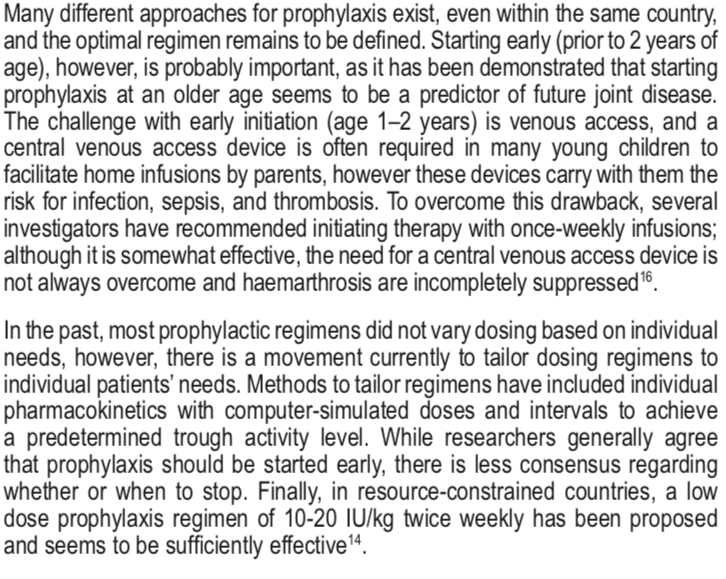 Many different approaches for prophylaxis exist, even within the same country,
and the optimal regimen remains to be defined. Starting early (prior to 2 years of
age), however, is probably important, as it has been demonstrated that starting
prophylaxis at an older age seems to be a predictor of future joint disease.
The challenge with early initiation (age 1–2 years) is venous access, and a
central venous access device is often required in many young children to
facilitate home infusions by parents, however these devices carry with them the
risk for infection, sepsis, and thrombosis. To overcome this drawback, several
investigators have recommended initiating therapy with once-weekly infusions;
although it is somewhat effective, the need for a central venous access device is
not always overcome and haemarthrosis are incompletely suppressed¹⁶.
In the past, most prophylactic regimens did not vary dosing based on individual
needs, however, there is a movement currently to tailor dosing regimens to
individual patients’ needs. Methods to tailor regimens have included individual
pharmacokinetics with computer-simulated doses and intervals to achieve
a predetermined trough activity level. While researchers generally agree
that prophylaxis should be started early, there is less consensus regarding
whether or when to stop. Finally, in resource-constrained countries, a low
dose prophylaxis regimen of 10-20 IU/kg twice weekly has been proposed
and seems to be sufficiently effective¹⁴.